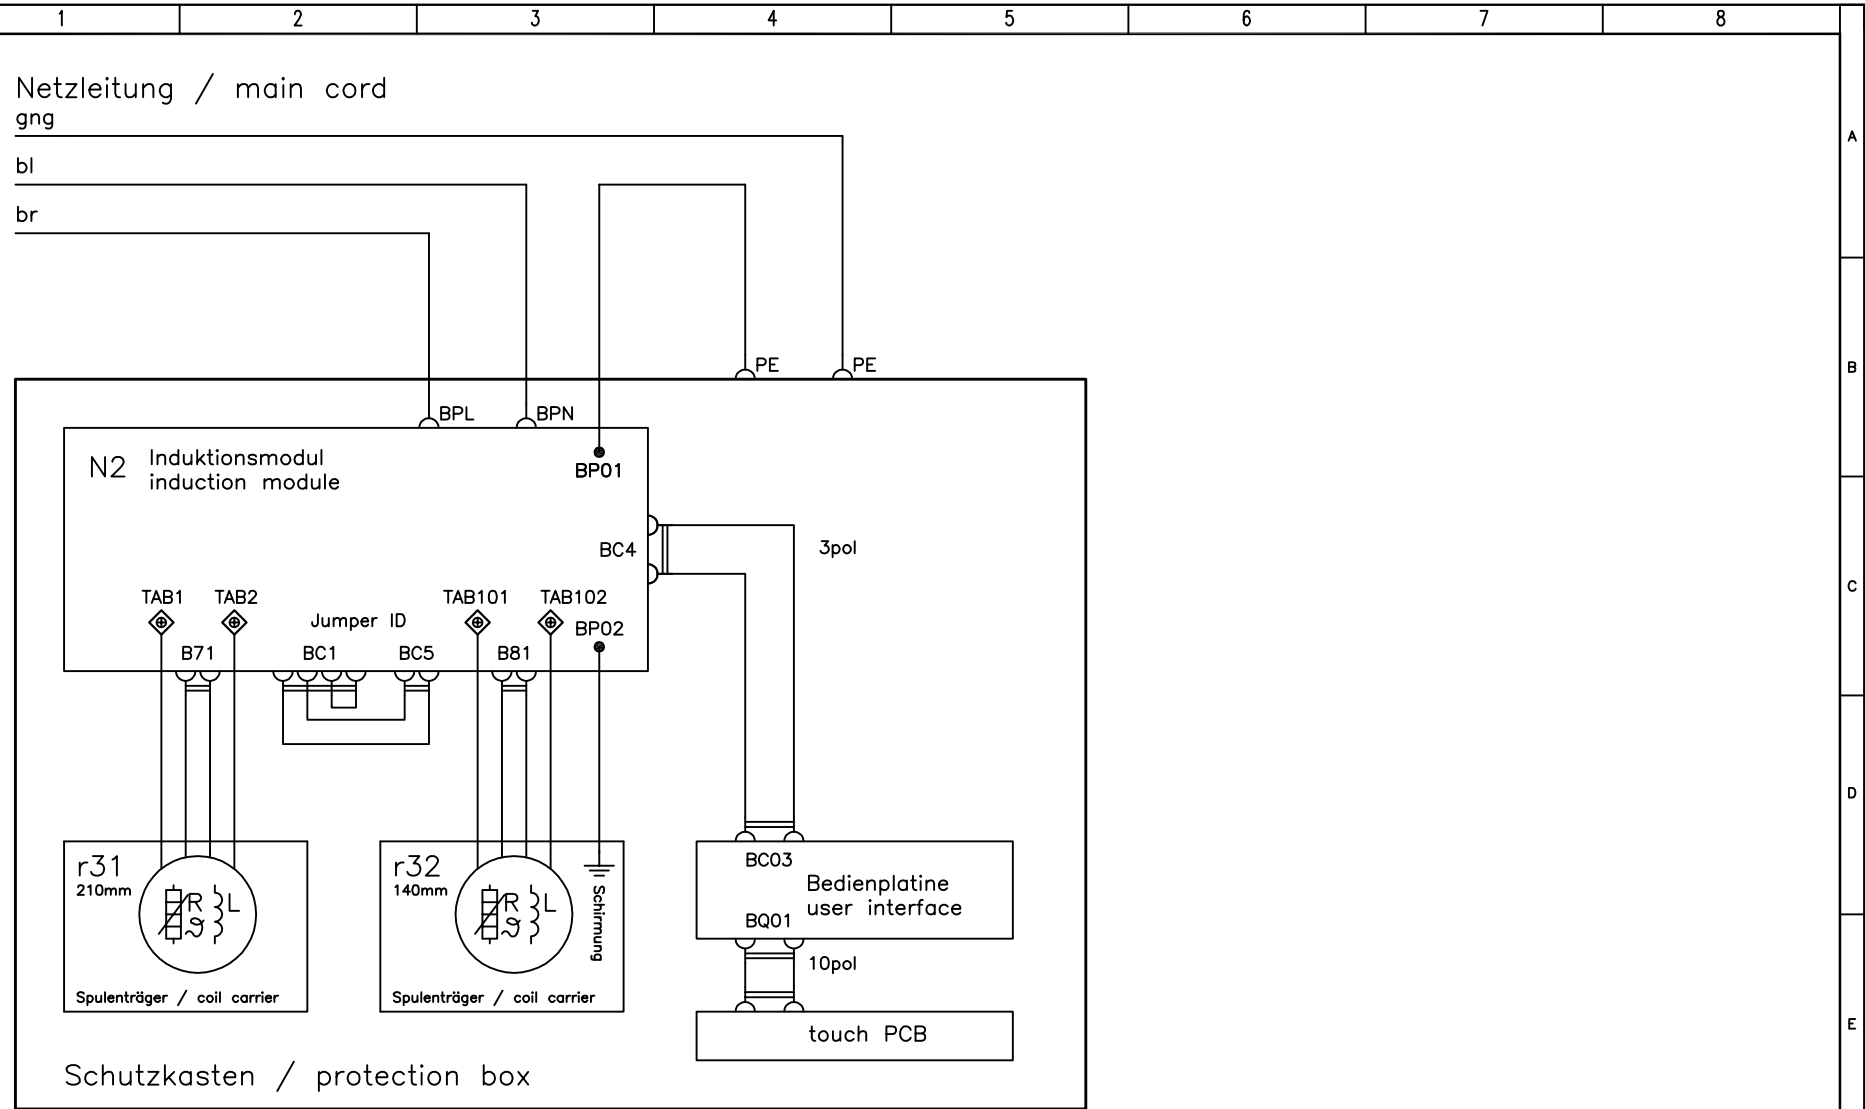 1 2 3 4 5 6 7 8
Netzleitung / main cord
gng
A
bl
br
PE PE
B
BPL BPN
N2 Induktionsmodul
induction module
BP01
BC4 3pol
C
TAB1 TAB2 TAB101 TAB102
Jumper ID
BP02
B71 BC1 BC5 B81
D
r31
210mm
R L
ϑ
Spulenträger / coil carrier
r32
140mm
R L
ϑ
Schirmung
Spulenträger / coil carrier
BC03
Bedienplatine
user interface
BQ01
10pol
touch PCB
E
Schutzkasten / protection box